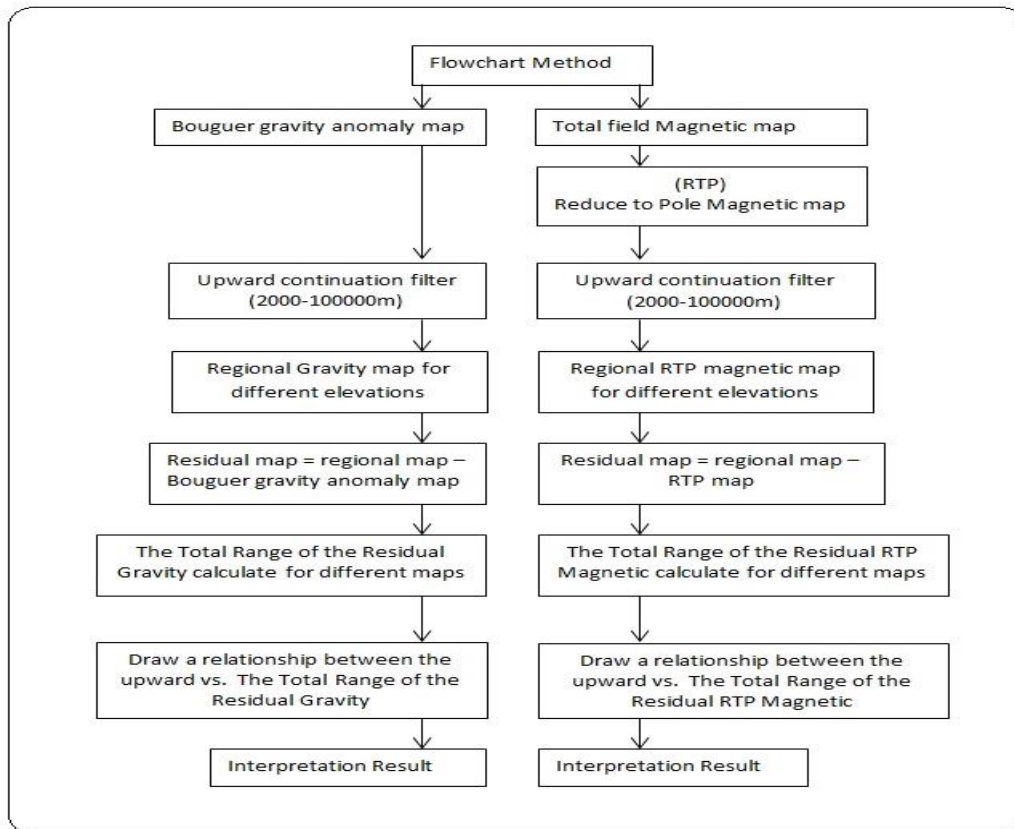 Flowchart Method
Bouguer gravity anomaly map
Total field Magnetic map
(RTP)
Reduce to Pole Magnetic map
Upward continuation filter
(2000-100000m)
Upward continuation filter
(2000-100000m)
Regional Gravity map for
different elevations
Regional RTP magnetic map
for different elevations
Residual map = regional map –
Bouguer gravity anomaly map
Residual map = regional map –
RTP map
The Total Range of the Residual
Gravity calculate for different maps
The Total Range of the Residual RTP
Magnetic calculate for different maps
Draw a relationship between the
upward vs. The Total Range of the
Residual Gravity
Draw a relationship between the
upward vs. The Total Range of the
Residual RTP Magnetic
Interpretation Result
Interpretation Result